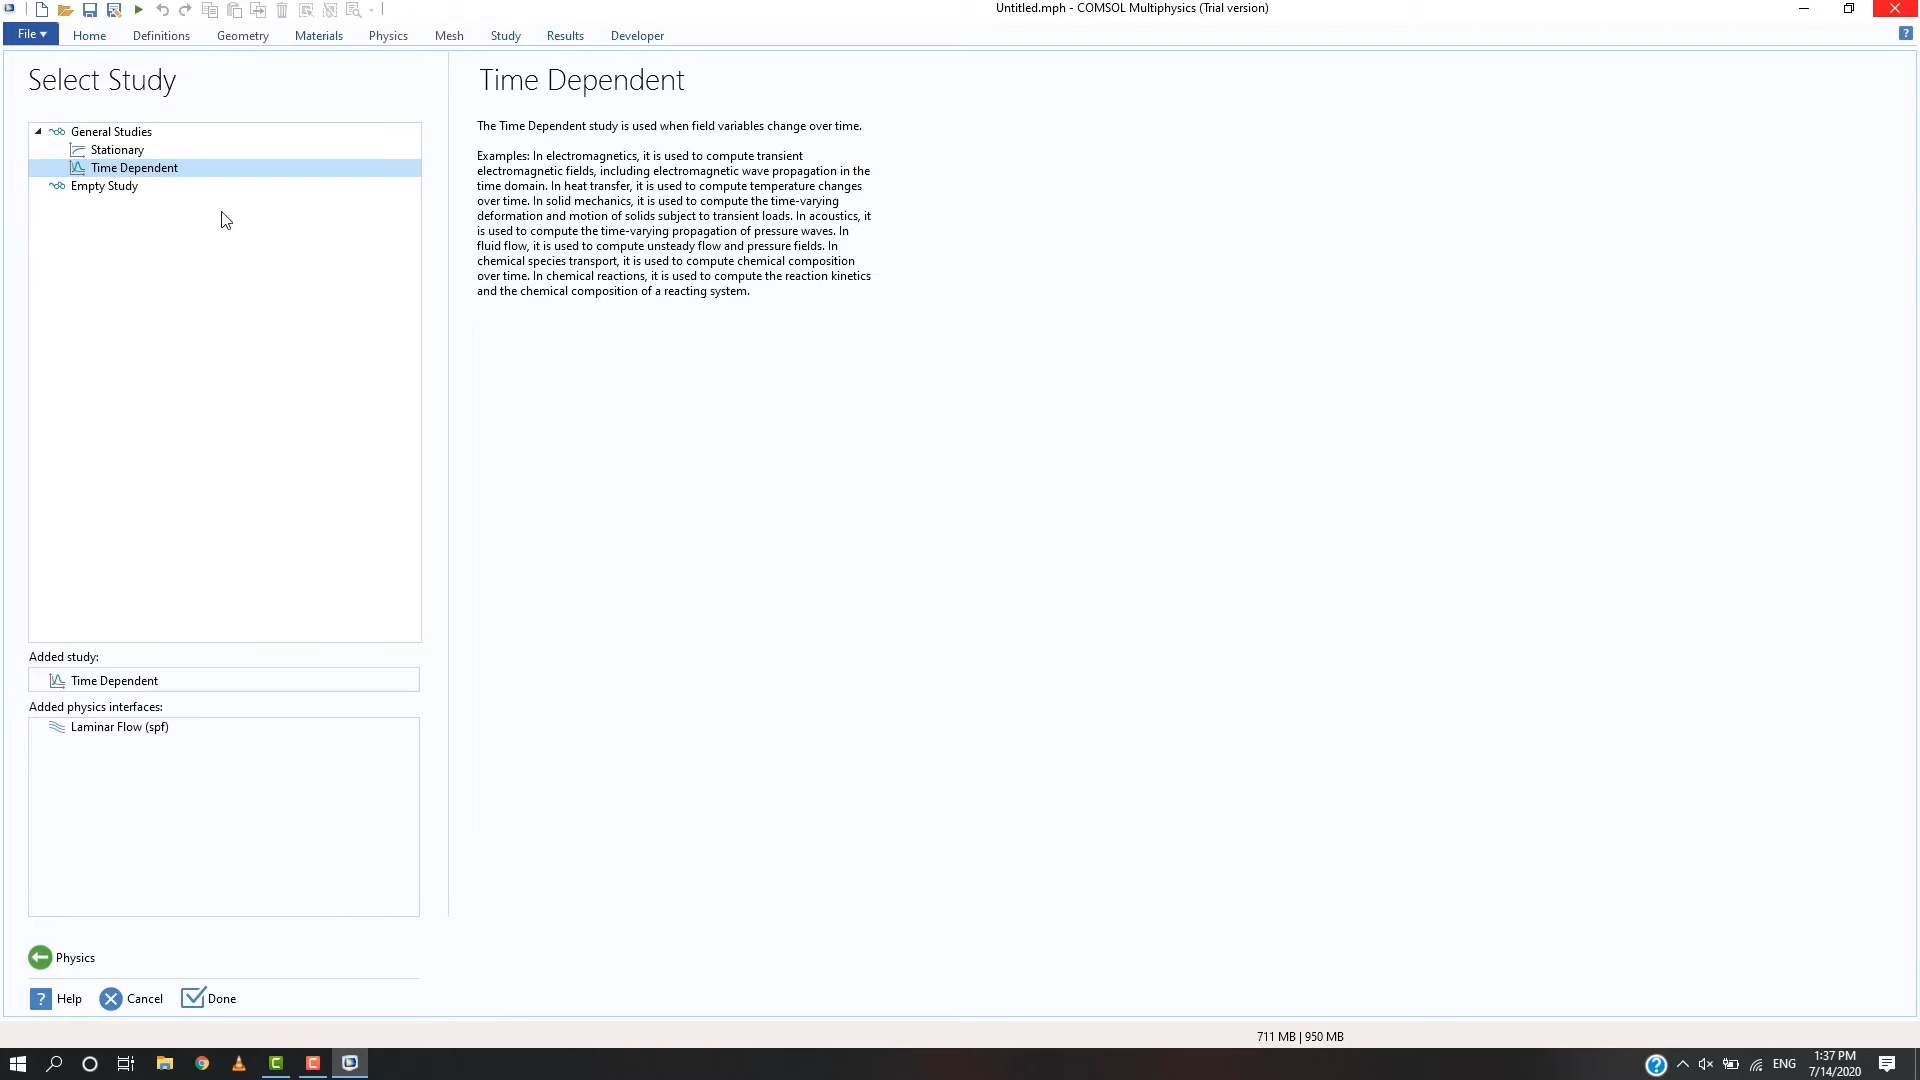 Untitled.mph - COMSOL Multiphysics (Trial version)
File
Home
Definitions
Geometry
Materials
Physics
Mesh
Study
Results
Developer
Select Study
General Studies
Stationary
Time Dependent
Empty Study
Added study:
Time Dependent
Added physics interfaces:
Laminar Flow (spf)
Physics
Help
Cancel
Done
Time Dependent
The Time Dependent study is used when field variables change over time.
Examples: In electromagnetics, it is used to compute transient
electromagnetic fields, including electromagnetic wave propagation in the
time domain. In heat transfer, it is used to compute temperature changes
over time. In solid mechanics, it is used to compute the time-varying
deformation and motion of solids subject to transient loads. In acoustics, it
is used to compute the time-varying propagation of pressure waves. In
fluid flow, it is used to compute unsteady flow and pressure fields. In
chemical species transport, it is used to compute chemical composition
over time. In chemical reactions, it is used to compute the reaction kinetics
and the chemical composition of a reacting system.
711 MB | 950 MB
ENG
1:37 PM
7/14/2020